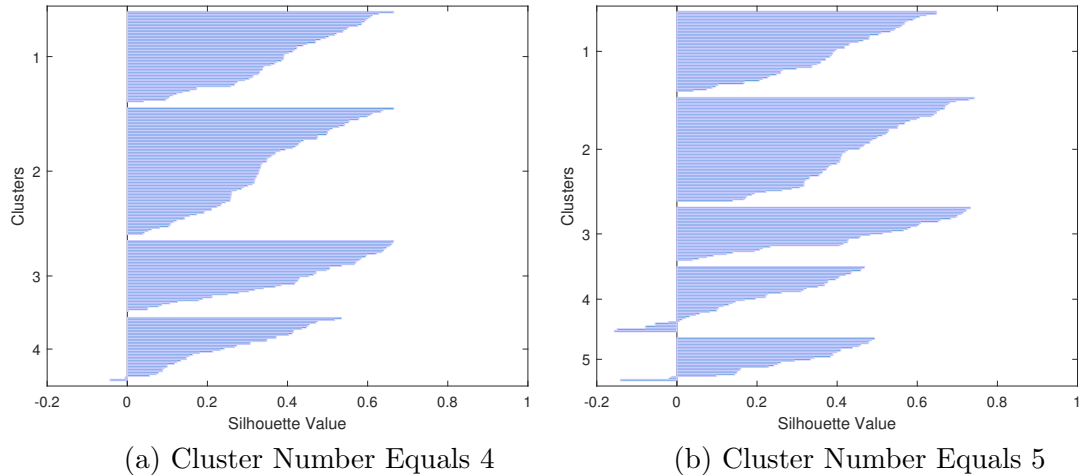 1
2
3
4
Clusters
-0.2 0 0.2 0.4 0.6 0.8 1
Silhouette Value
(a) Cluster Number Equals 4
1
2
3
4
5
Clusters
-0.2 0 0.2 0.4 0.6 0.8 1
Silhouette Value
(b) Cluster Number Equals 5